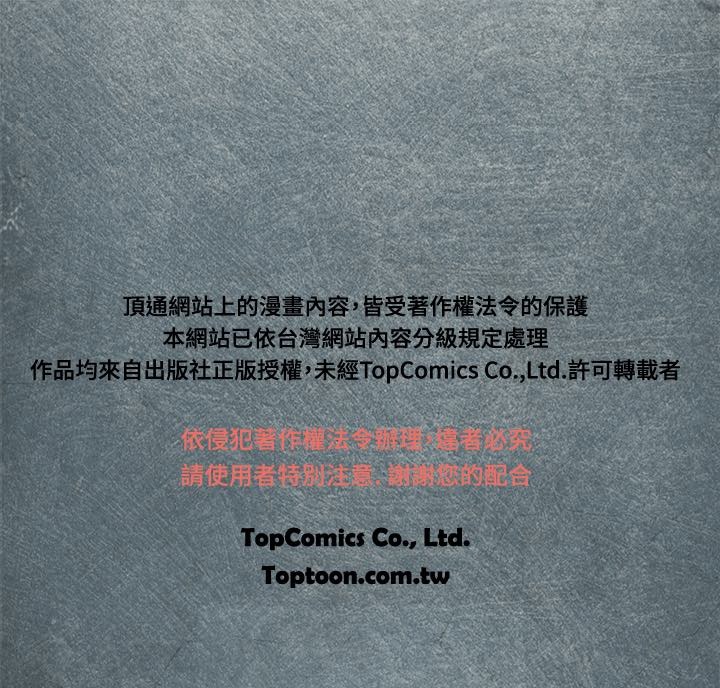 頂通網站上的漫畫內容，皆受著作權法令的保護
本網站已依台灣網站內容分級規定處理
作品均來自出版社正版授權，未經TopComics Co.,Ltd.許可轉載者
依侵犯著作權法令辦理，違者必究
請使用者特別注意. 謝謝您的配合
TopComics Co., Ltd.
Toptoon.com.tw